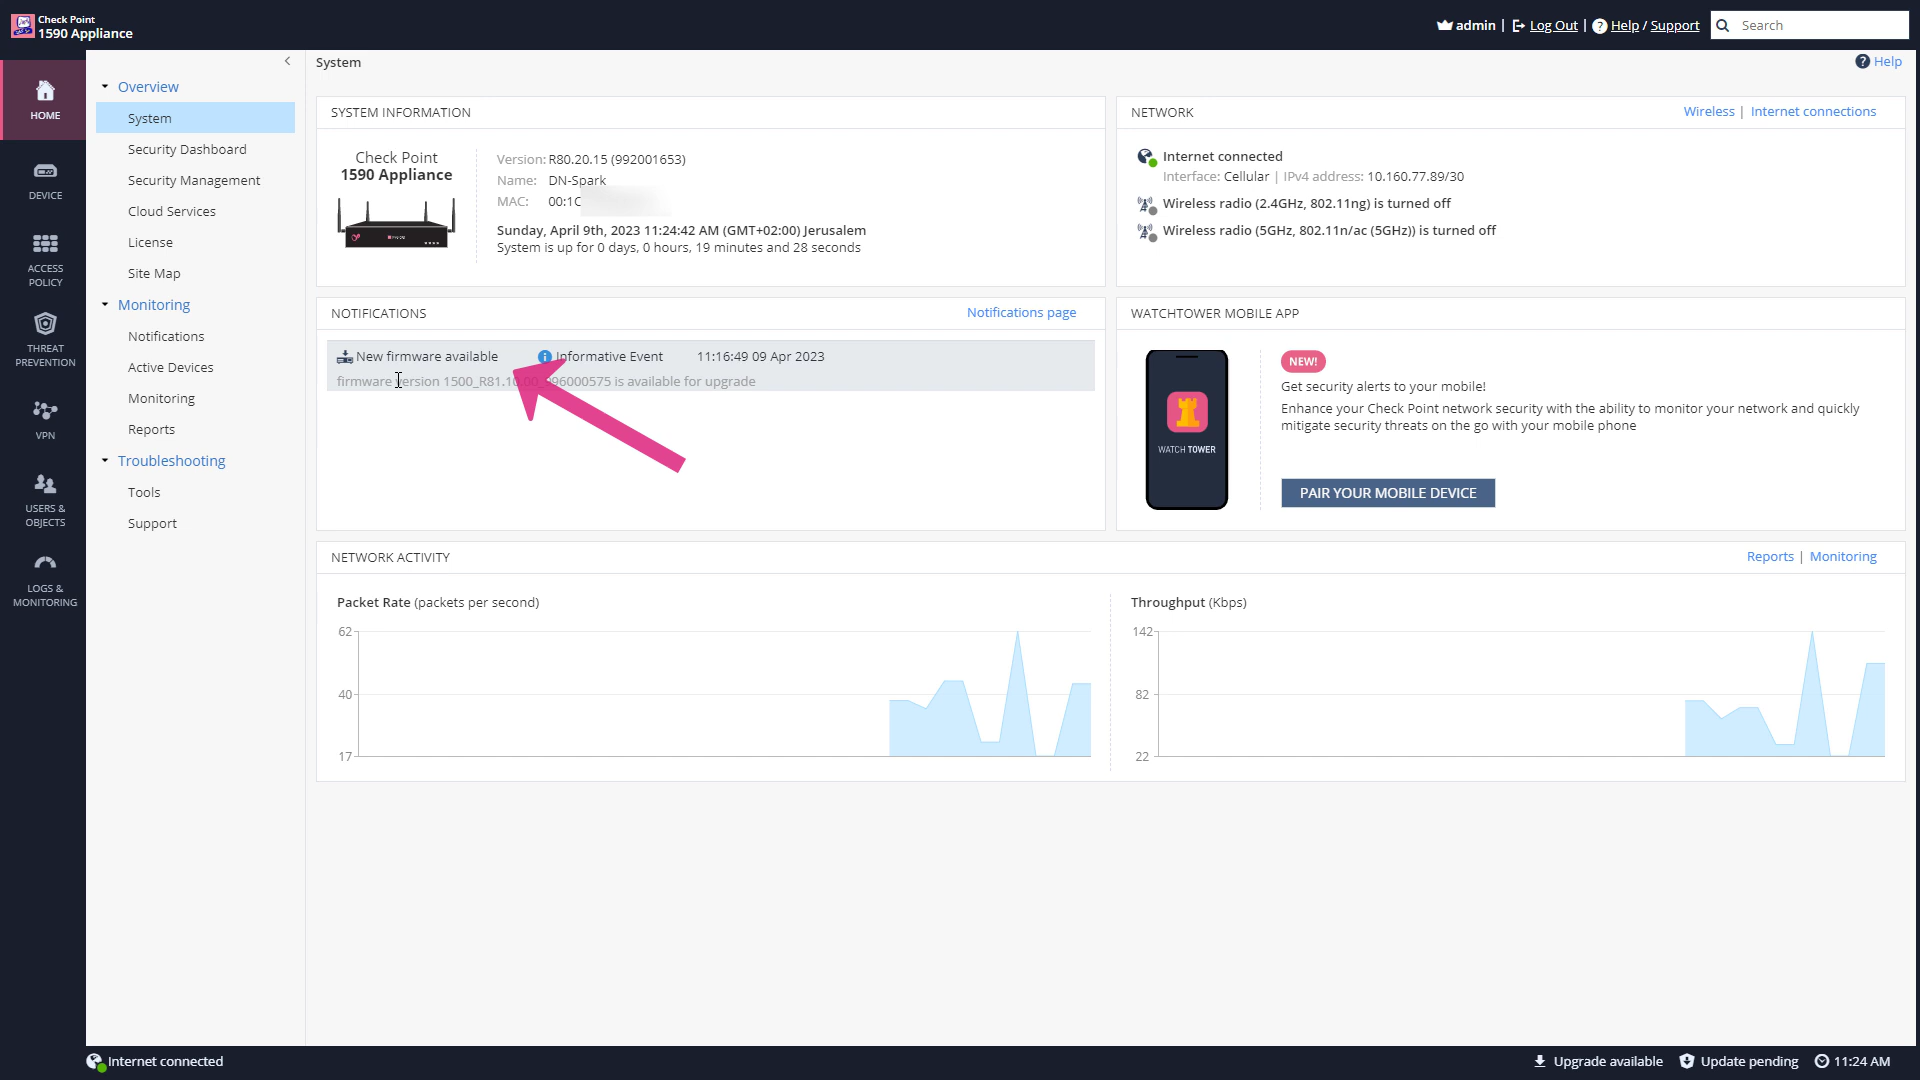 Check Point
1590 Appliance
admin | Log Out | Help / Support
Search
HOME
DEVICE
ACCESS
POLICY
THREAT
PREVENTION
VPN
USERS &
OBJECTS
LOGS &
MONITORING
Overview
System
Security Dashboard
Security Management
Cloud Services
License
Site Map
Monitoring
Notifications
Active Devices
Monitoring
Reports
Troubleshooting
Tools
Support
System
Help
SYSTEM INFORMATION
Check Point
1590 Appliance
Version: R80.20.15 (992001653)
Name: DN-Spark
MAC: 00:1C
Sunday, April 9th, 2023 11:24:42 AM (GMT+02:00) Jerusalem
System is up for 0 days, 0 hours, 19 minutes and 28 seconds
NETWORK
Wireless | Internet connections
Internet connected
Interface: Cellular | IPv4 address: 10.160.77.89/30
Wireless radio (2.4GHz, 802.11ng) is turned off
Wireless radio (5GHz, 802.11n/ac (5GHz)) is turned off
NOTIFICATIONS
Notifications page
New firmware available Informative Event 11:16:49 09 Apr 2023
firmware version 1500_R81.10.00_996000575 is available for upgrade
WATCHTOWER MOBILE APP
WATCH TOWER
NEW!
Get security alerts to your mobile!
Enhance your Check Point network security with the ability to monitor your network and quickly
mitigate security threats on the go with your mobile phone
PAIR YOUR MOBILE DEVICE
NETWORK ACTIVITY
Reports | Monitoring
Packet Rate (packets per second)
62
40
17
Throughput (Kbps)
142
82
22
Internet connected
Upgrade available
Update pending
11:24 AM